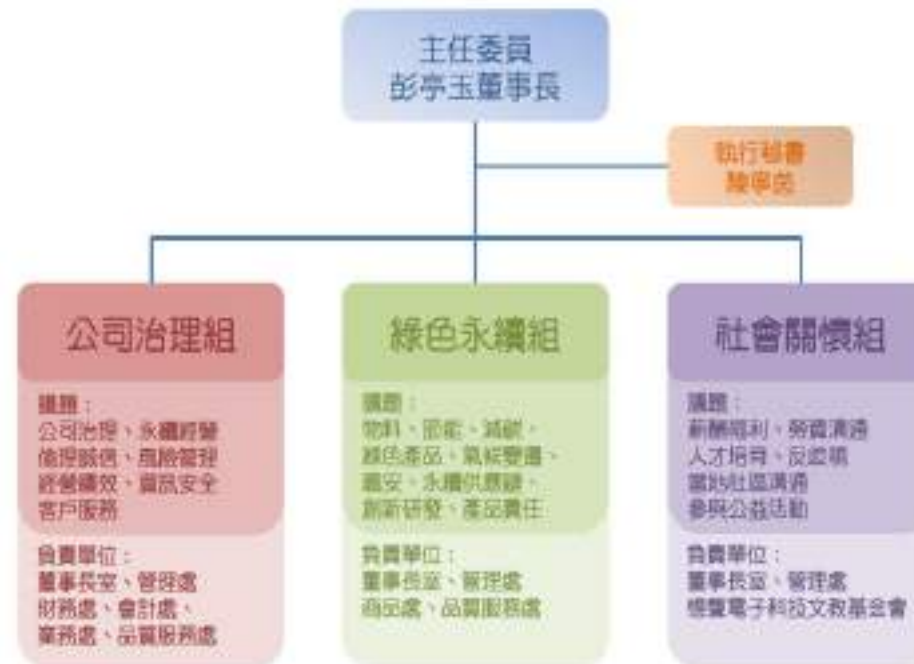 主任委員
彭亭玉董事長
執行秘書
公司治理組
議題：
公司治理、永續經營
倫理誠信、風險管理
經營績效、資訊安全
客戶服務
負責單位：
董事長室、管理處
財務處、會計處、
業務處、品質服務處
綠色永續組
議題：
物料、節能、減碳、
綠色產品、氣候變遷、
職安、永續供應鏈、
創新研發、產品責任
負責單位：
董事長室、管理處
商品處、品質服務處
社會關懷組
議題：
薪酬福利、勞資溝通
人才培育、反歧視
當地社區溝通
參與公益活動
負責單位：
董事長室、管理處
電子科技文教基金會